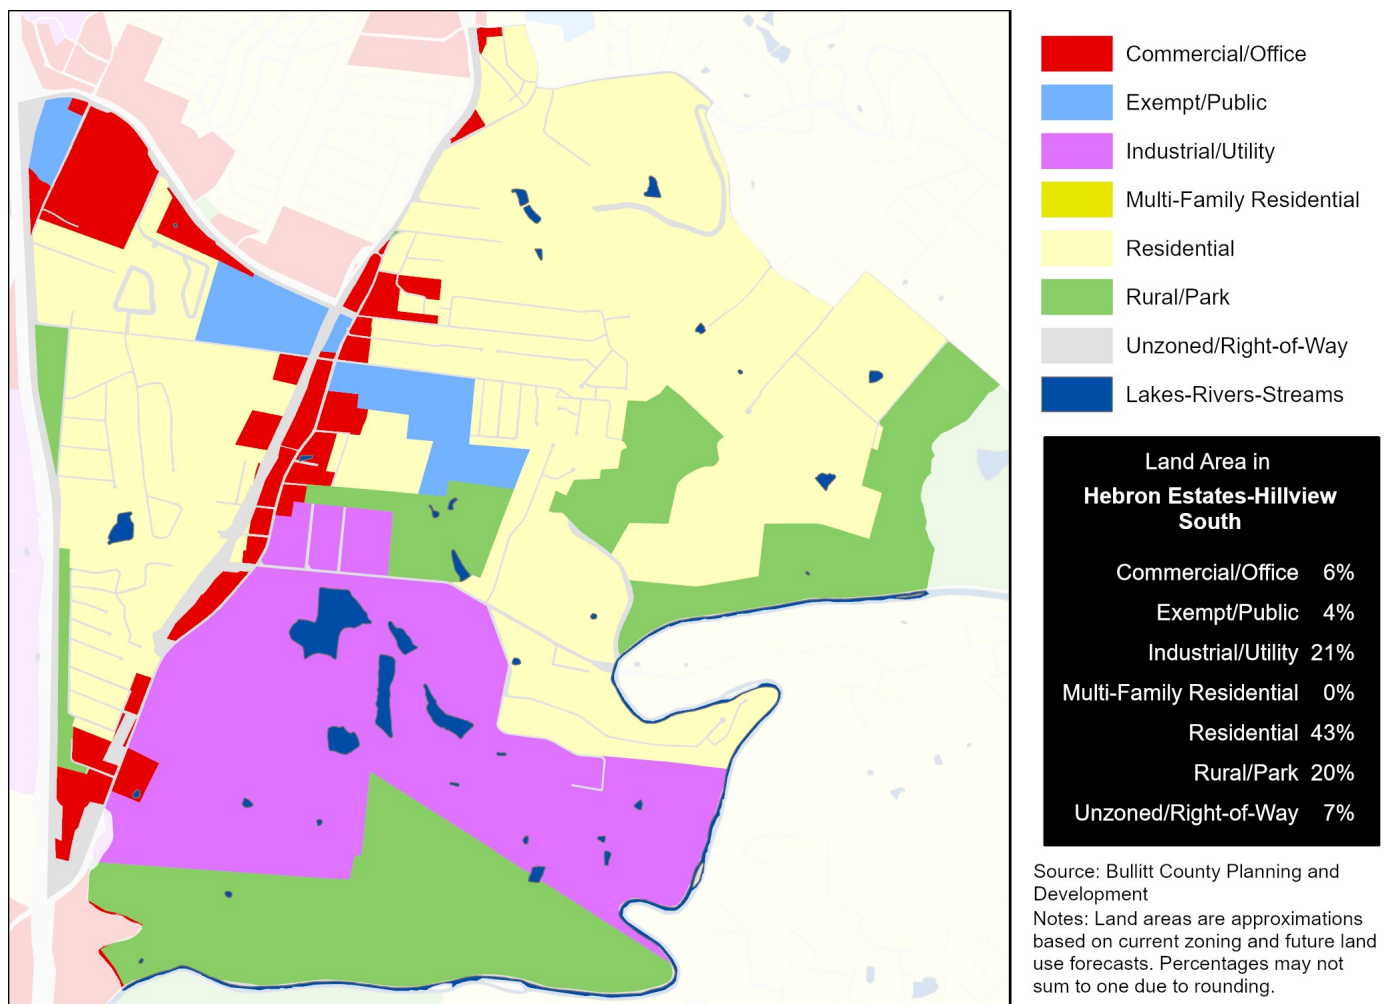 Commercial/Office
Exempt/Public
Industrial/Utility
Multi-Family Residential
Residential
Rural/Park
Unzoned/Right-of-Way
Lakes-Rivers-Streams
Land Area in
Hebron Estates-Hillview
South
Commercial/Office 6%
Exempt/Public 4%
Industrial/Utility 21%
Multi-Family Residential 0%
Residential 43%
Rural/Park 20%
Unzoned/Right-of-Way 7%
Source: Bullitt County Planning and
Development
Notes: Land areas are approximations
based on current zoning and future land
use forecasts. Percentages may not
sum to one due to rounding.